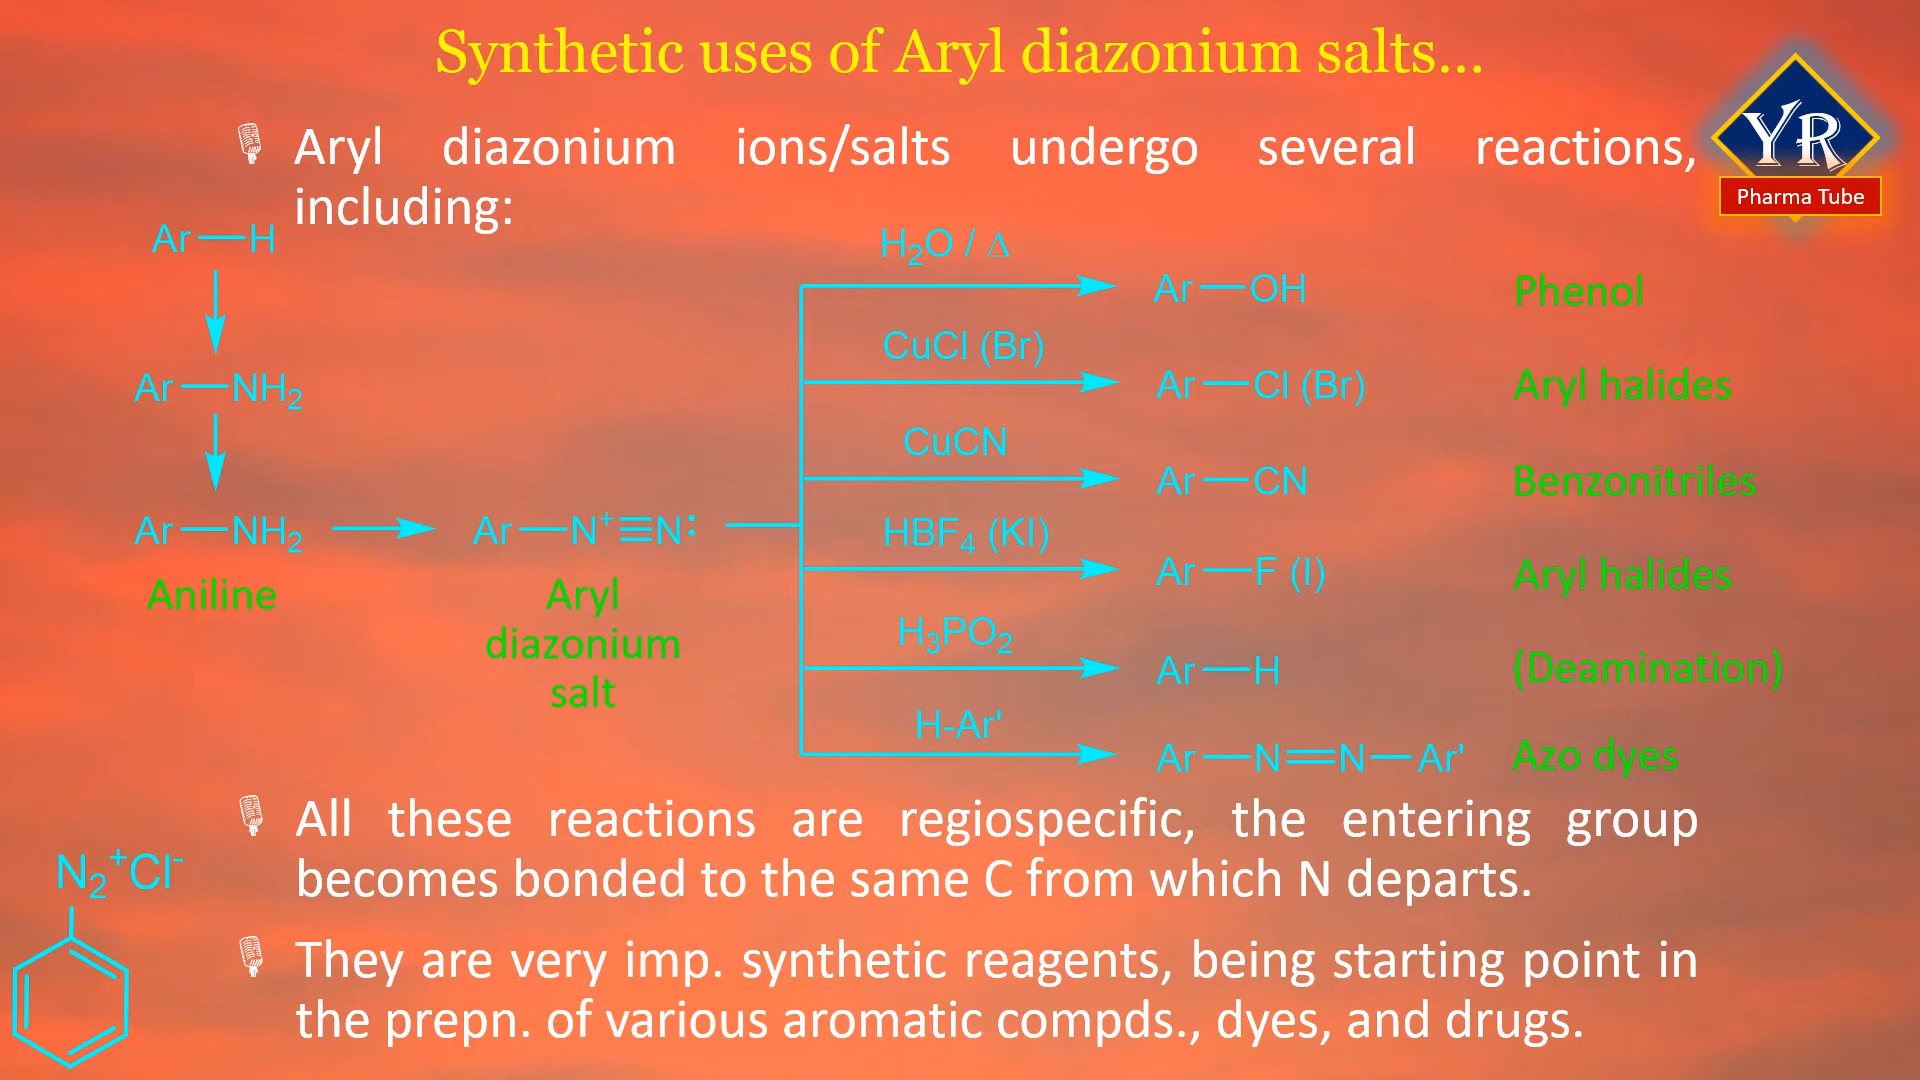 Synthetic uses of Aryl diazonium salts...
YR
Pharma Tube
Aryl diazonium ions/salts undergo several reactions,
including:
Ar—H
Ar—NH₂
Ar—NH₂
Aniline
Ar—N⁺≡N:
Aryl
diazonium
salt
H₂O / Δ
Ar—OH Phenol
CuCl (Br)
Ar—Cl (Br) Aryl halides
CuCN
Ar—CN Benzonitriles
HBF₄ (KI)
Ar—F (I) Aryl halides
H₃PO₂
Ar—H (Deamination)
H-Ar'
Ar—N=N—Ar' Azo dyes
All these reactions are regiospecific, the entering group
becomes bonded to the same C from which N departs.
N₂⁺Cl⁻
They are very imp. synthetic reagents, being starting point in
the prepn. of various aromatic compds., dyes, and drugs.